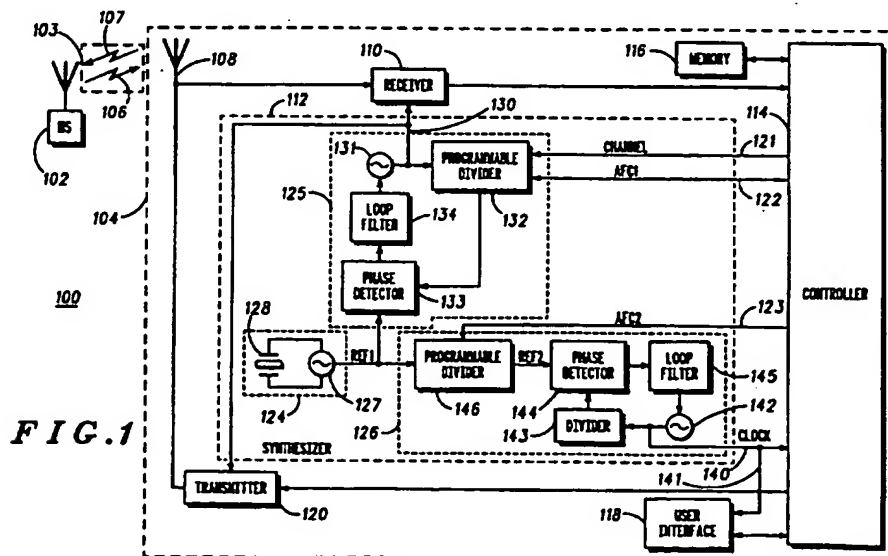 107
103
108
110
RECEIVER
116
MEMORY
106
112
130
114
MS
102
131
PROGRAMMABLE
DIVIDER
CHANNEL
121
AFC1
122
125
132
104
LOOP
FILTER
134
100
PHASE
DETECTOR
133
CONTROLLER
128
AFC2
123
REF1
PROGRAMMABLE
DIVIDER
REF2
PHASE
DETECTOR
LOOP
FILTER
145
124
127
126
146
144
143
DIVIDER
142
FIG.1
SYNTHESIZER
CLOCK
140
141
TRANSMITTER
120
118
USER
INTERFACE